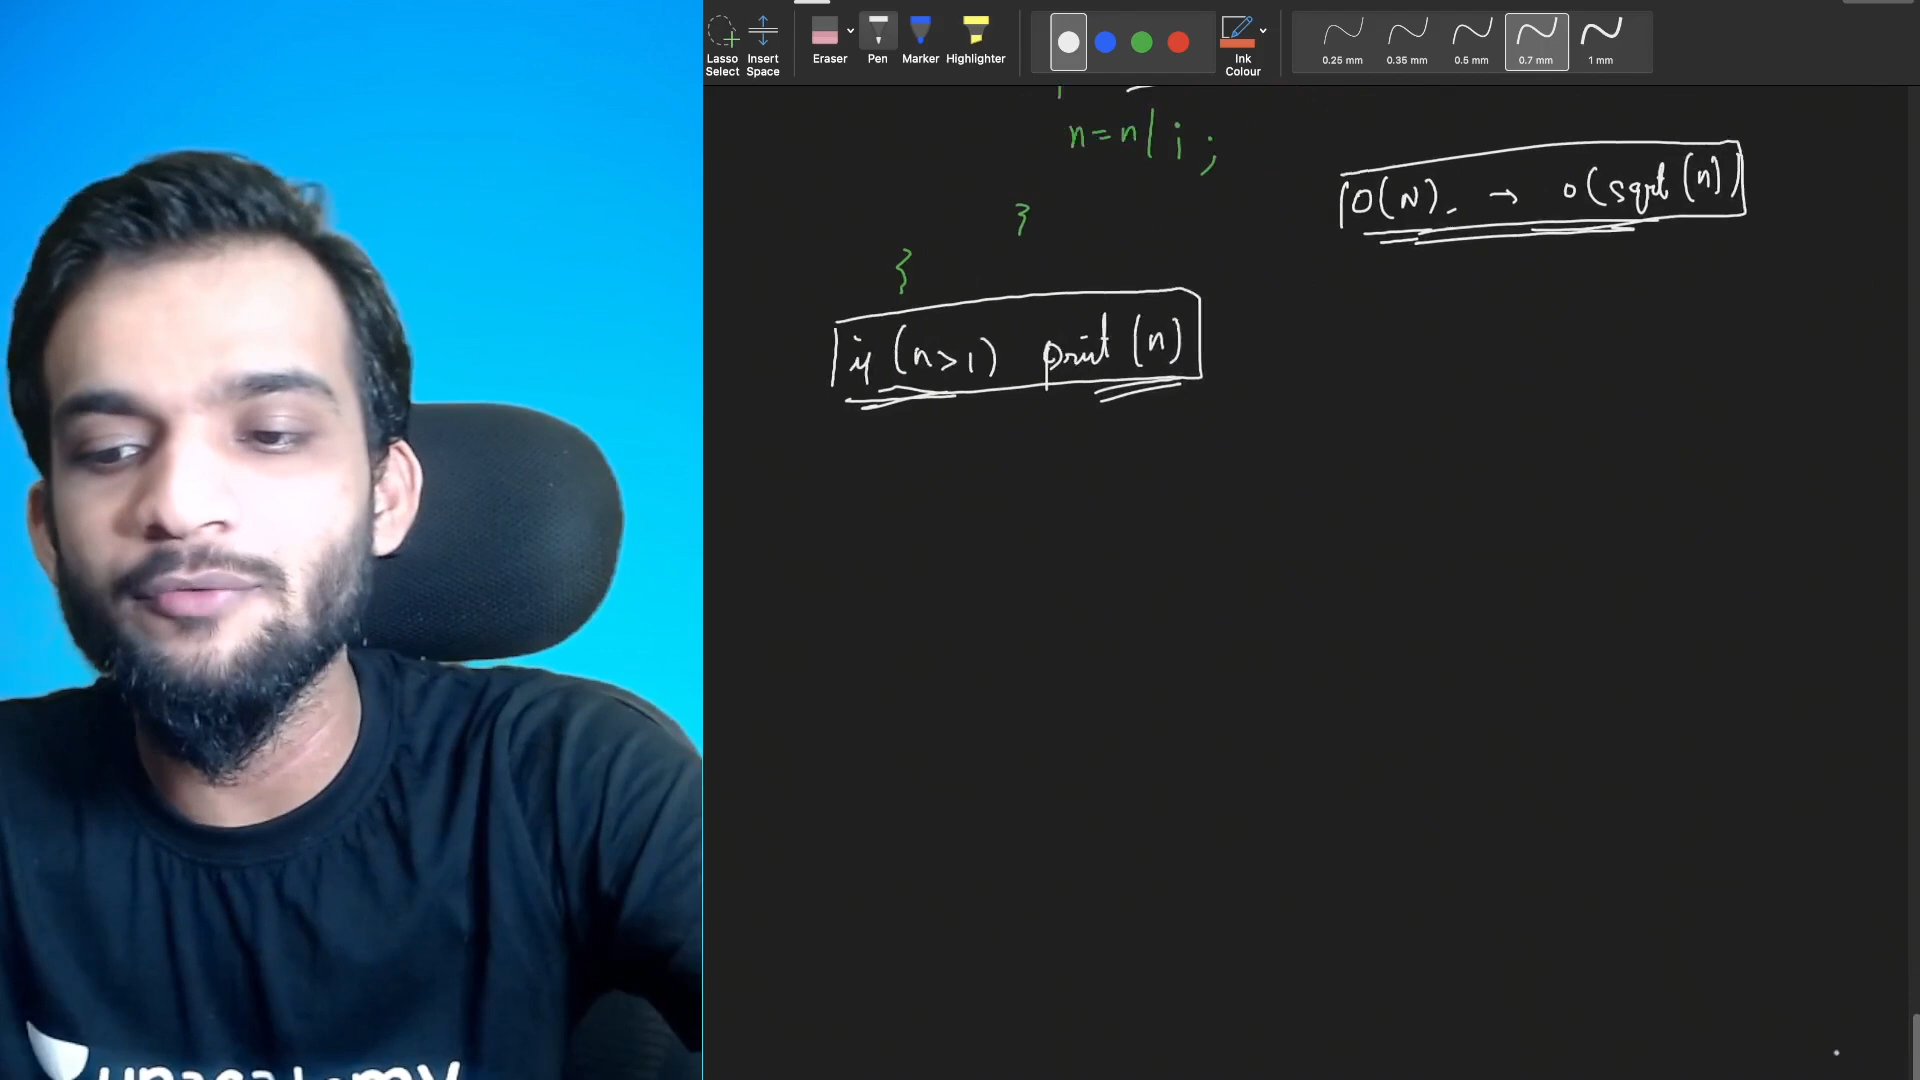 Lasso Select
Insert Space
Eraser
Pen
Marker
Highlighter
Ink Colour
0.25 mm
0.35 mm
0.5 mm
0.7 mm
1 mm
n=n| i ;
O(N). → O(sqrt(n))
}
}
if (n>1) print (n)
unacademy